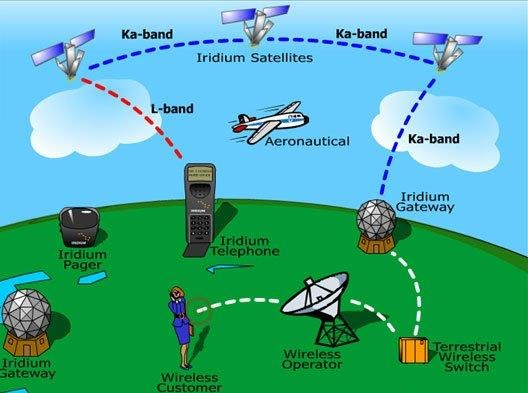 Ka-band
Ka-band
Iridium Satellites
L-band
Aeronautical
Ka-band
Iridium
Gateway
IRIDIUM
Iridium
Telephone
Iridium
Pager
Iridium
Gateway
Wireless
Customer
Wireless
Operator
Terrestrial
Wireless
Switch